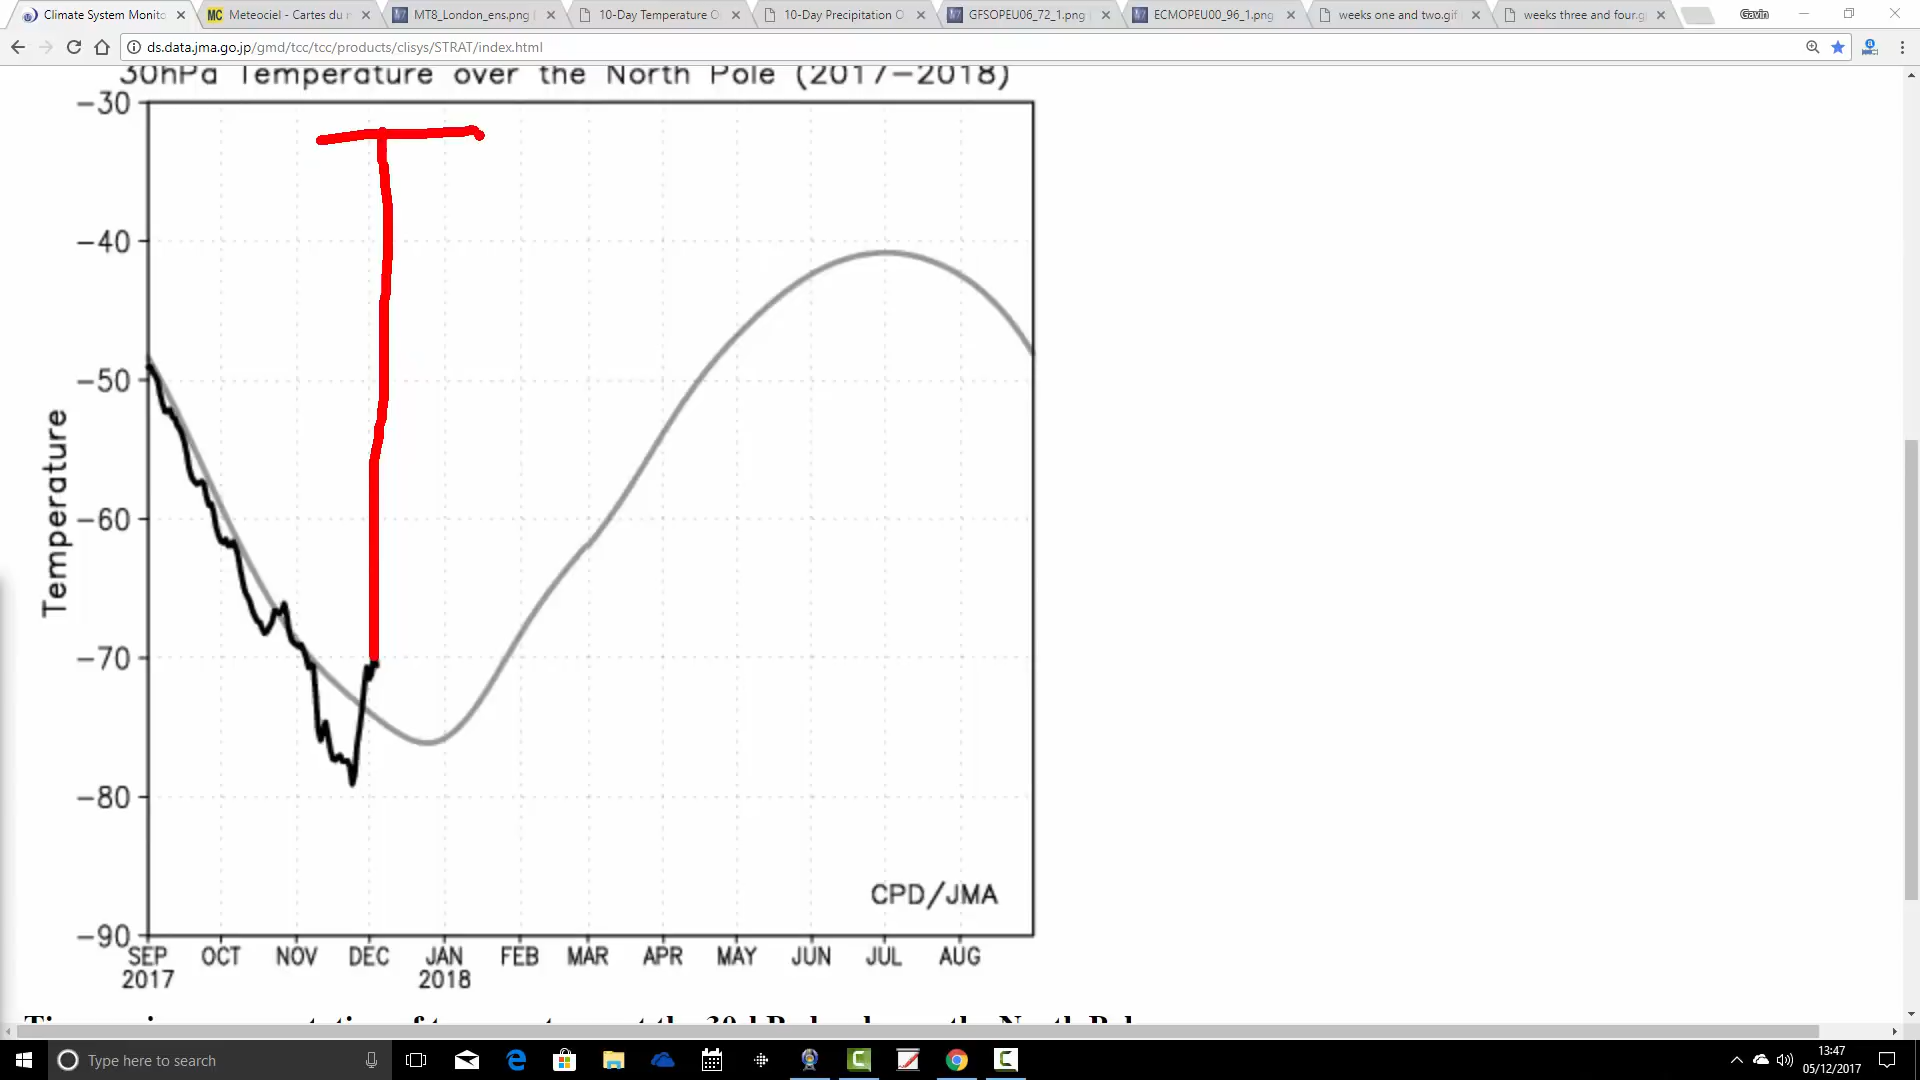 Climate System Monito
MC Meteociel - Cartes du n
MT8_London_ens.png
10-Day Temperature O
10-Day Precipitation O
GFSOPEU06_72_1.png
ECMOPEU00_96_1.png
weeks one and two.gif
weeks three and four.g
Gavin
ds.data.jma.go.jp/gmd/tcc/tcc/products/clisys/STRAT/index.html
30hPa Temperature over the North Pole (2017-2018)
-30
-40
-50
-60
-70
-80
-90
Temperature
CPD/JMA
SEP OCT NOV DEC JAN FEB MAR APR MAY JUN JUL AUG
2017 2018
Type here to search
13:47
05/12/2017